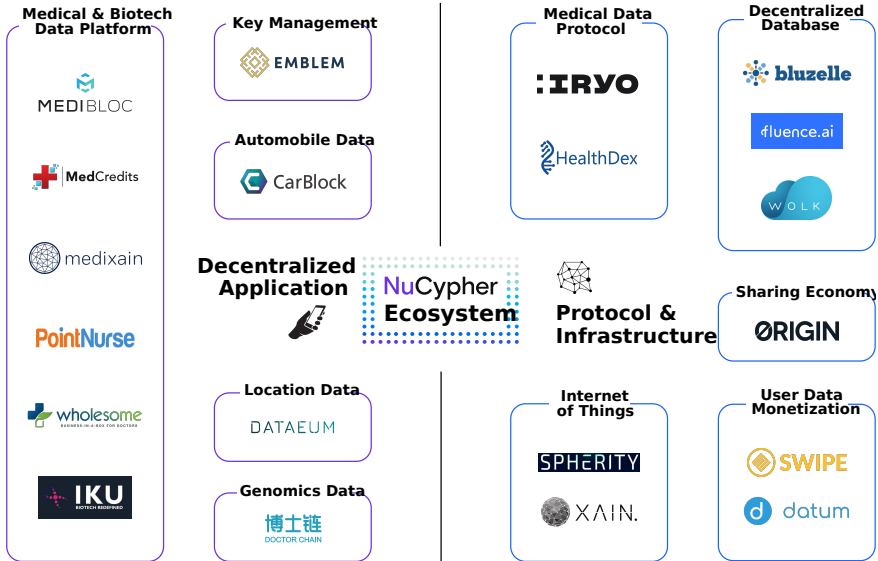 Medical & Biotech
Data Platform
MEDIBLOC
MedCredits
medixain
PointNurse
wholesome
BUSINESS-IN-A-BOX FOR DOCTORS
IKU
BIOTECH REDEFINED
Key Management
EMBLEM
Automobile Data
CarBlock
Decentralized
Application
Location Data
DATAEUM
Genomics Data
博士链
DOCTOR CHAIN
NuCypher
Ecosystem
Medical Data
Protocol
IRYO
HealthDex
Protocol &
Infrastructure
Internet
of Things
SPHERITY
XAIN.
Decentralized
Database
bluzelle
fluence.ai
WOLK
Sharing Economy
ORIGIN
User Data
Monetization
SWIPE
datum